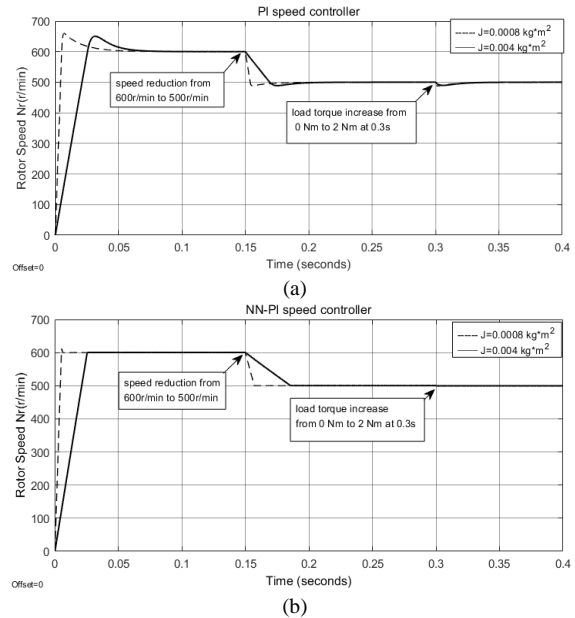 PI speed controller
700
600
500
400
300
200
100
0
Rotor Speed Nr(r/min)
J=0.0008 kg*m²
J=0.004 kg*m²
speed reduction from
600r/min to 500r/min
load torque increase from
0 Nm to 2 Nm at 0.3s
0 0.05 0.1 0.15 0.2 0.25 0.3 0.35 0.4
Time (seconds)
Offset=0
(a)
NN-PI speed controller
700
600
500
400
300
200
100
0
Rotor Speed Nr(r/min)
J=0.0008 kg*m²
J=0.004 kg*m²
speed reduction from
600r/min to 500r/min
load torque increase
from 0 Nm to 2 Nm at 0.3s
0 0.05 0.1 0.15 0.2 0.25 0.3 0.35 0.4
Time (seconds)
Offset=0
(b)